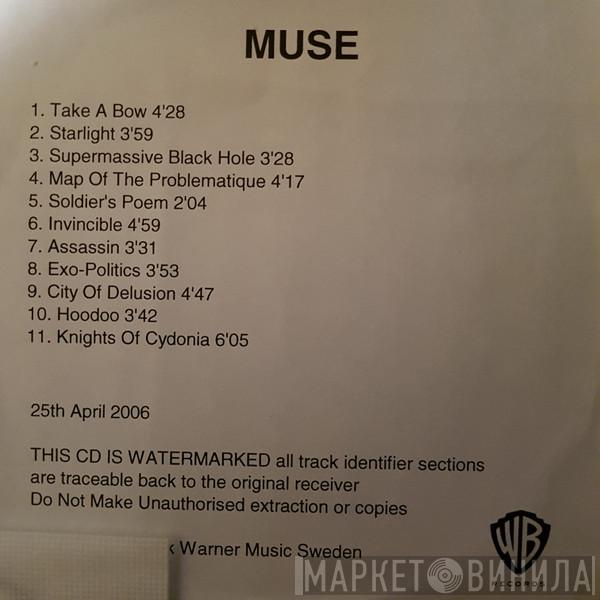 MUSE
1. Take A Bow 4'28
2. Starlight 3'59
3. Supermassive Black Hole 3'28
4. Map Of The Problematique 4'17
5. Soldier's Poem 2'04
6. Invincible 4'59
7. Assassin 3'31
8. Exo-Politics 3'53
9. City Of Delusion 4'47
10. Hoodoo 3'42
11. Knights Of Cydonia 6'05
25th April 2006
THIS CD IS WATERMARKED all track identifier sections
are traceable back to the original receiver
Do Not Make Unauthorised extraction or copies
Warner Music Sweden
WB
RECORDS
МАРКЕТ ВИНИЛА